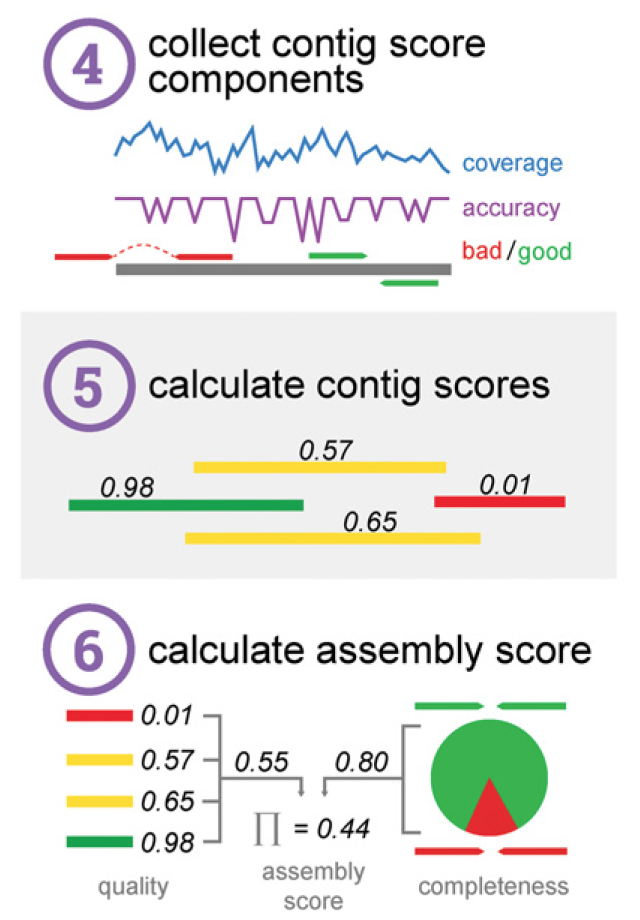 4
collect contig score
components
coverage
accuracy
bad/good
5
calculate contig scores
0.57
0.98
0.01
0.65
6
calculate assembly score
0.01
0.57
0.65
0.98
0.55
0.80
∏ = 0.44
quality
assembly
score
completeness